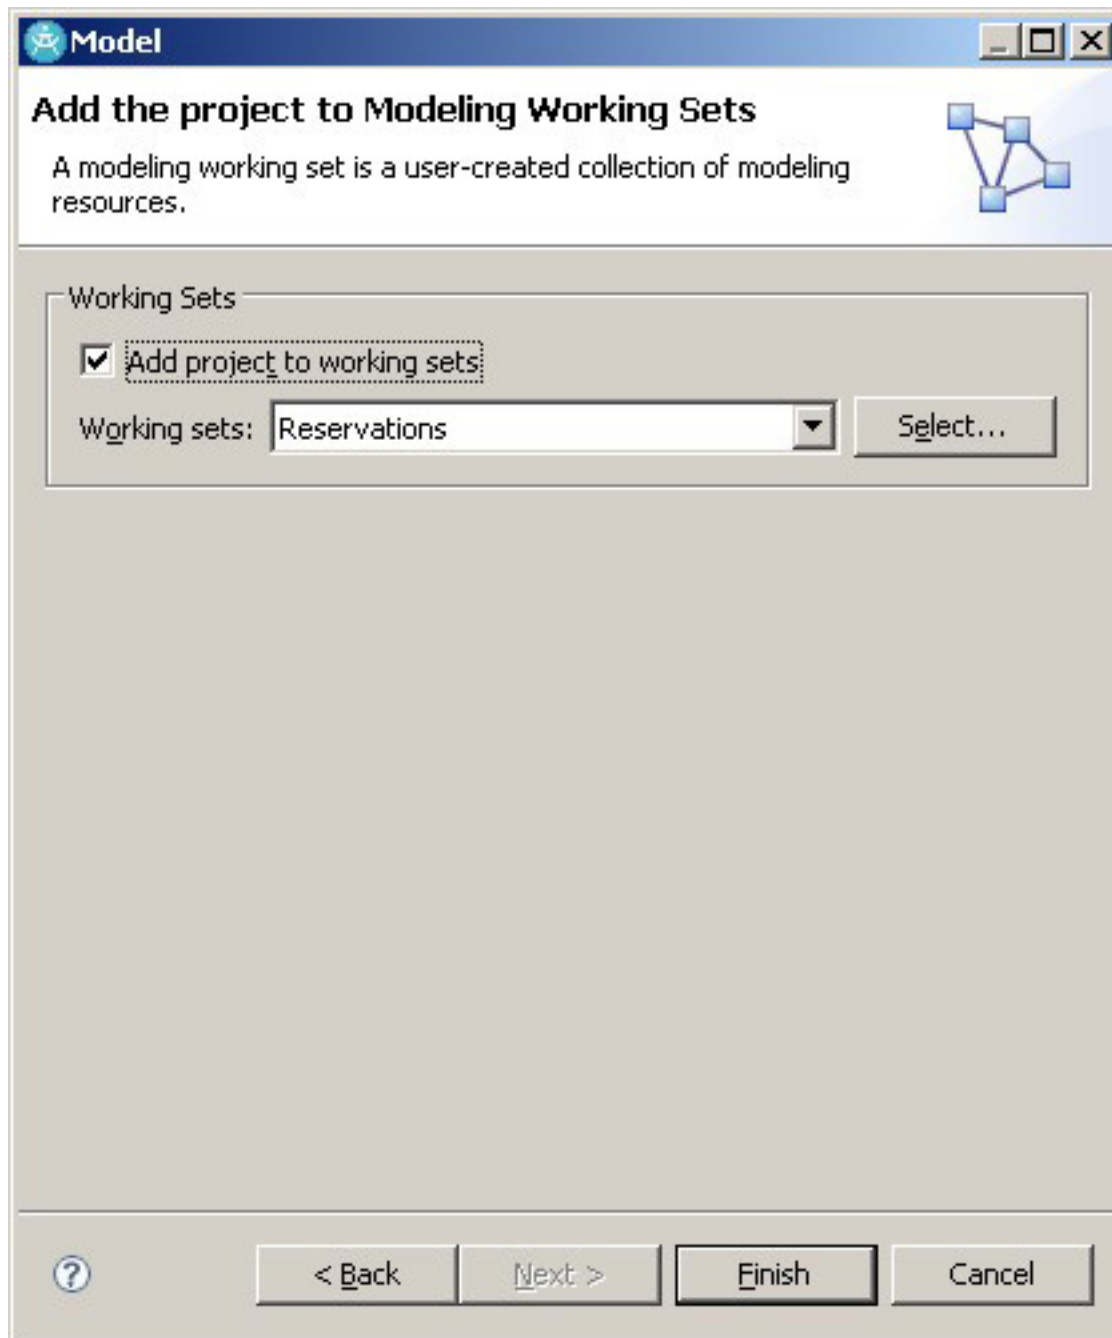 Model
Add the project to Modeling Working Sets
A modeling working set is a user-created collection of modeling
resources.
Working Sets
Add project to working sets
Working sets: Reservations Select...
? < Back Next > Finish Cancel